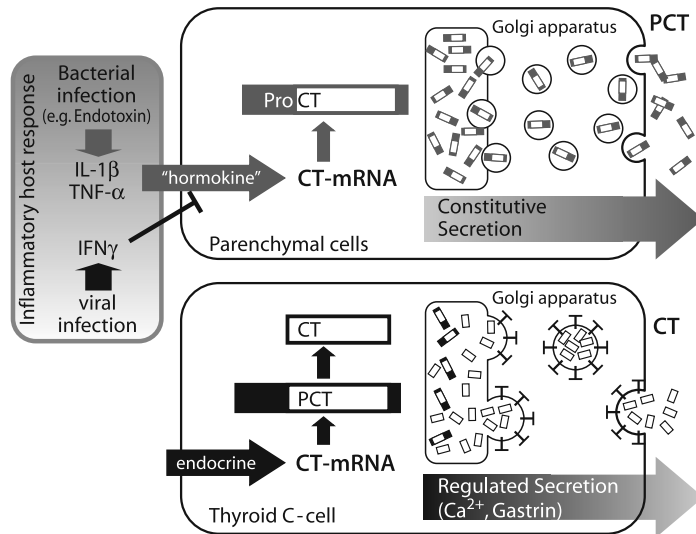 Inflammatory host response
Bacterial
infection
(e.g. Endotoxin)
IL-1β
TNF-α
IFNγ
viral
infection
"hormokine"
Pro CT
CT-mRNA
Parenchymal cells
Golgi apparatus
PCT
Constitutive
Secretion
endocrine
CT
PCT
CT-mRNA
Thyroid C-cell
Golgi apparatus
CT
Regulated Secretion
(Ca²⁺, Gastrin)